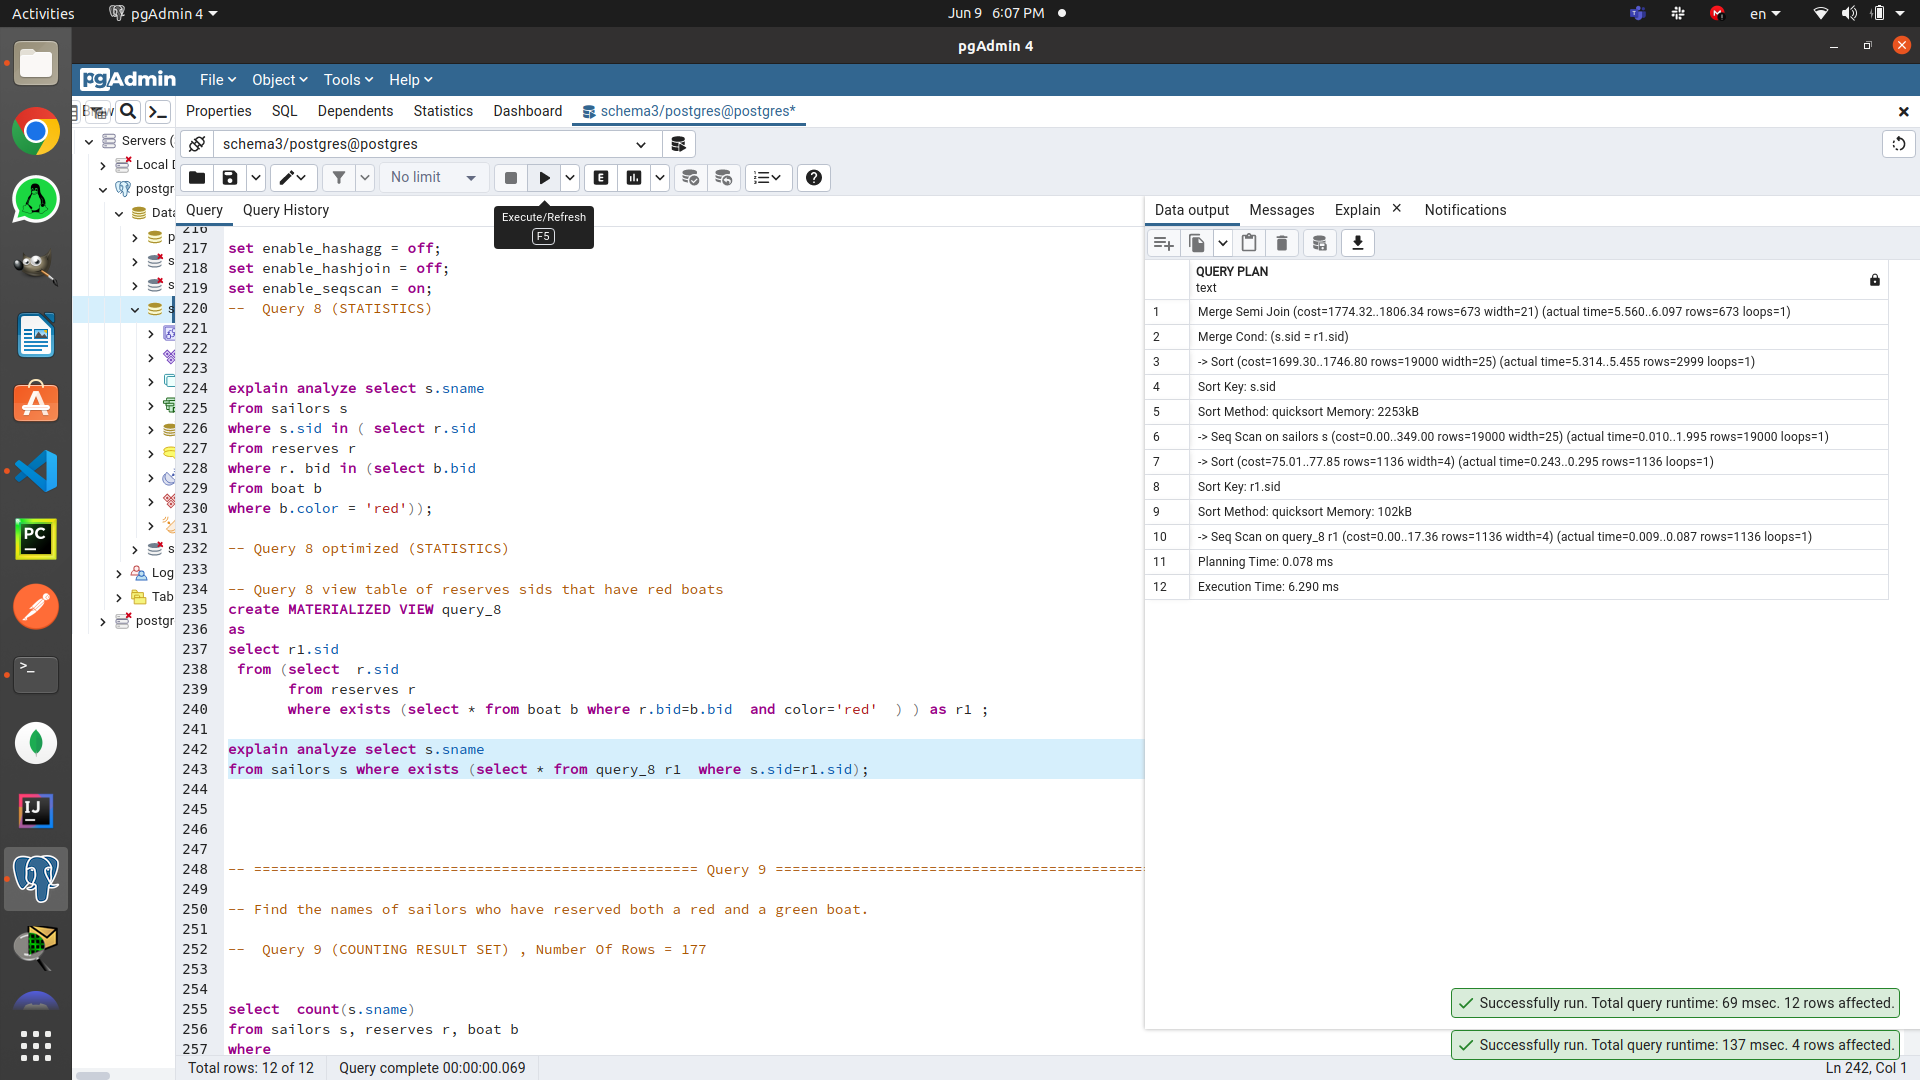 Activities
pgAdmin 4
Jun 9 6:07 PM
en
pgAdmin 4
pgAdmin
File
Object
Tools
Help
Properties
SQL
Dependents
Statistics
Dashboard
schema3/postgres@postgres*
Servers (
Local D
postgr
Data
p
s
s
s
s
Log
Tab
postgr
schema3/postgres@postgres
No limit
E
Execute/Refresh
F5
Query
Query History
216
217 set enable_hashagg = off;
218 set enable_hashjoin = off;
219 set enable_seqscan = on;
220 --  Query 8 (STATISTICS)
221
222
223
224 explain analyze select s.sname
225 from sailors s
226 where s.sid in ( select r.sid
227 from reserves r
228 where r. bid in (select b.bid
229 from boat b
230 where b.color = 'red'));
231
232 -- Query 8 optimized (STATISTICS)
233
234 -- Query 8 view table of reserves sids that have red boats
235 create MATERIALIZED VIEW query_8
236 as
237 select r1.sid
238  from (select  r.sid
239        from reserves r
240        where exists (select * from boat b where r.bid=b.bid  and color='red'  ) ) as r1 ;
241
242 explain analyze select s.sname
243 from sailors s where exists (select * from query_8 r1  where s.sid=r1.sid);
244
245
246
247
248 -- ==================================================== Query 9 ============================================
249
250 -- Find the names of sailors who have reserved both a red and a green boat.
251
252 --  Query 9 (COUNTING RESULT SET) , Number Of Rows = 177
253
254
255 select  count(s.sname)
256 from sailors s, reserves r, boat b
257 where
Data output
Messages
Explain
Notifications
QUERY PLAN
text
1 Merge Semi Join (cost=1774.32..1806.34 rows=673 width=21) (actual time=5.560..6.097 rows=673 loops=1)
2 Merge Cond: (s.sid = r1.sid)
3 -> Sort (cost=1699.30..1746.80 rows=19000 width=25) (actual time=5.314..5.455 rows=2999 loops=1)
4 Sort Key: s.sid
5 Sort Method: quicksort Memory: 2253kB
6 -> Seq Scan on sailors s (cost=0.00..349.00 rows=19000 width=25) (actual time=0.010..1.995 rows=19000 loops=1)
7 -> Sort (cost=75.01..77.85 rows=1136 width=4) (actual time=0.243..0.295 rows=1136 loops=1)
8 Sort Key: r1.sid
9 Sort Method: quicksort Memory: 102kB
10 -> Seq Scan on query_8 r1 (cost=0.00..17.36 rows=1136 width=4) (actual time=0.009..0.087 rows=1136 loops=1)
11 Planning Time: 0.078 ms
12 Execution Time: 6.290 ms
Successfully run. Total query runtime: 69 msec. 12 rows affected.
Successfully run. Total query runtime: 137 msec. 4 rows affected.
Total rows: 12 of 12
Query complete 00:00:00.069
Ln 242, Col 1
PC
IJ